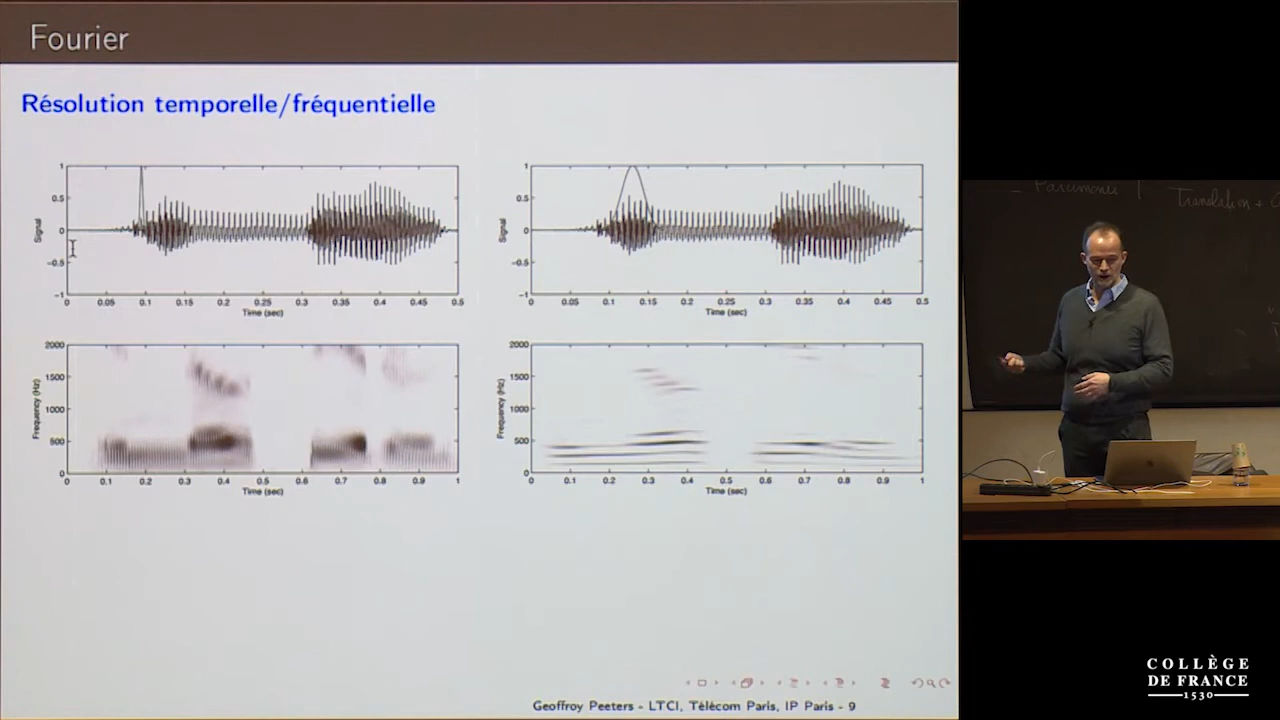 Fourier
Résolution temporelle/fréquentielle
1
0.5
0
−0.5
−1
Signal
0 0.05 0.1 0.15 0.2 0.25 0.3 0.35 0.4 0.45 0.5
Time (sec)
1
0.5
0
−0.5
−1
Signal
0 0.05 0.1 0.15 0.2 0.25 0.3 0.35 0.4 0.45 0.5
Time (sec)
2000
1500
1000
500
0
Frequency (Hz)
0 0.1 0.2 0.3 0.4 0.5 0.6 0.7 0.8 0.9 1
Time (sec)
2000
1500
1000
500
0
Frequency (Hz)
0 0.1 0.2 0.3 0.4 0.5 0.6 0.7 0.8 0.9 1
Time (sec)
Geoffroy Peeters - LTCI, Télécom Paris, IP Paris - 9
Translation +
COLLÈGE
DE FRANCE
1530